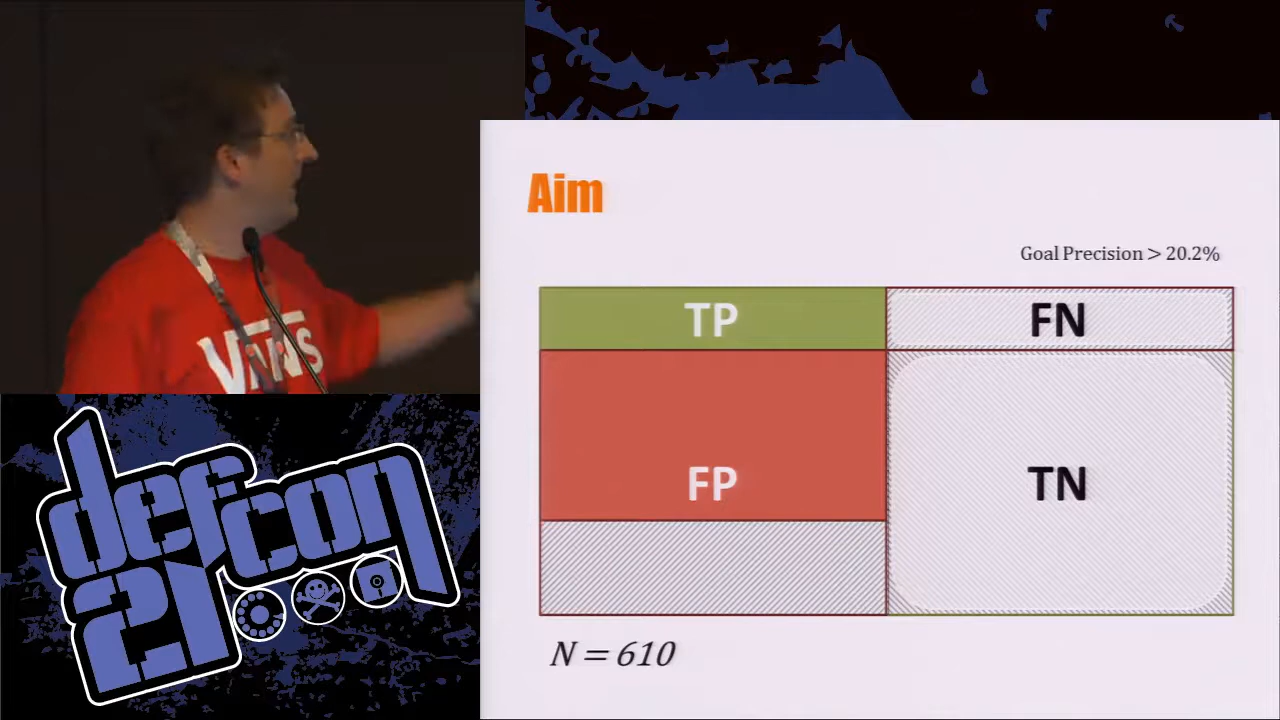 Aim
Goal Precision > 20.2%
TP
FN
FP
TN
N = 610
VANS
defcon
21